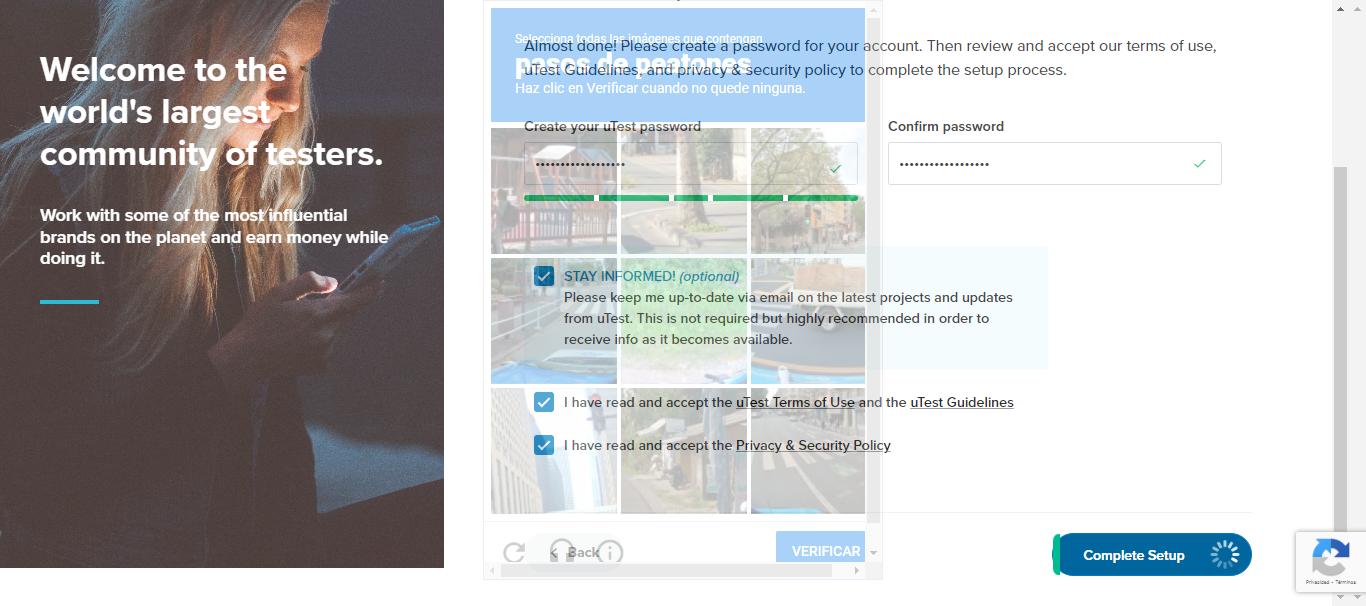 Welcome to the
world's largest
community of testers.
Work with some of the most influential
brands on the planet and earn money while
doing it.
Selecciona todas las imágenes que contengan
pasos de peatones
Haz clic en Verificar cuando no quede ninguna.
Almost done! Please create a password for your account. Then review and accept our terms of use,
uTest Guidelines, and privacy & security policy to complete the setup process.
Create your uTest password
Confirm password
••••••••••••••••••
••••••••••••••••••
STAY INFORMED! (optional)
Please keep me up-to-date via email on the latest projects and updates
from uTest. This is not required but highly recommended in order to
receive info as it becomes available.
I have read and accept the uTest Terms of Use and the uTest Guidelines
I have read and accept the Privacy & Security Policy
Back
VERIFICAR
Complete Setup
Privacidad - Términos